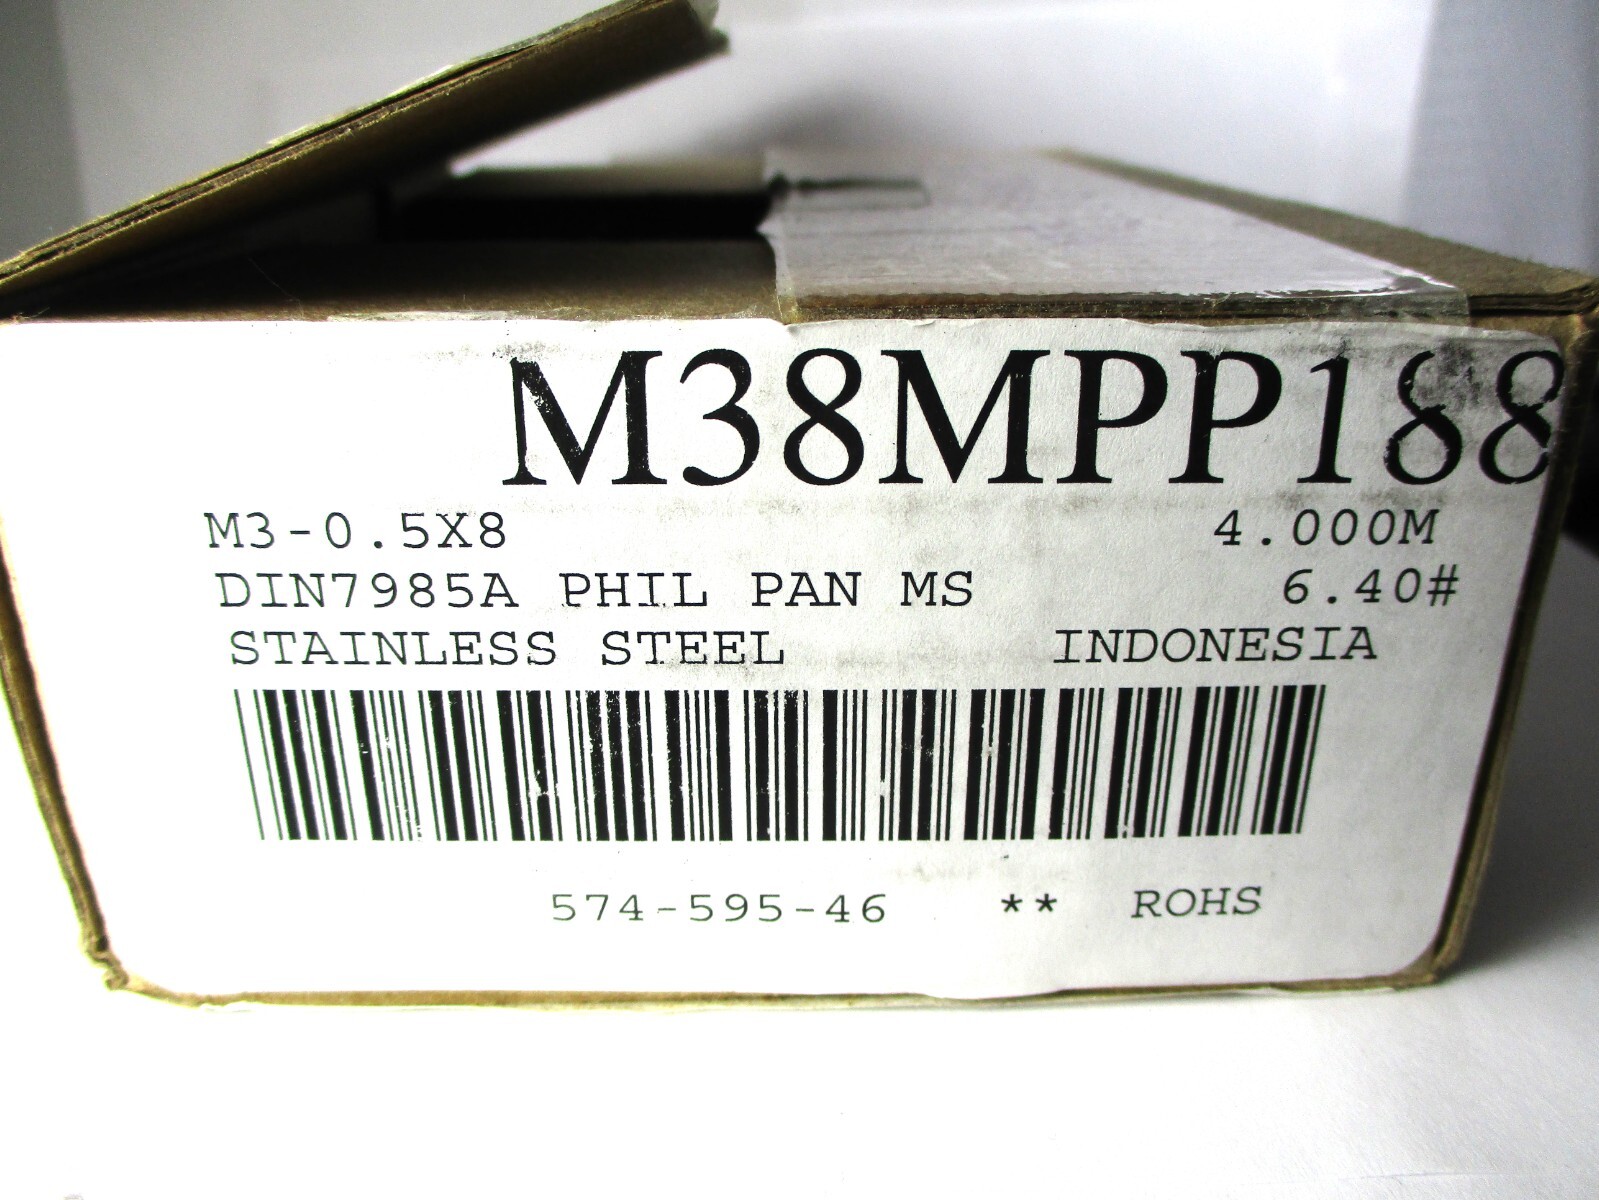 M38MPP188
M3-0.5X8 4.000M
DIN7985A PHIL PAN MS 6.40#
STAINLESS STEEL INDONESIA
574-595-46 ** ROHS